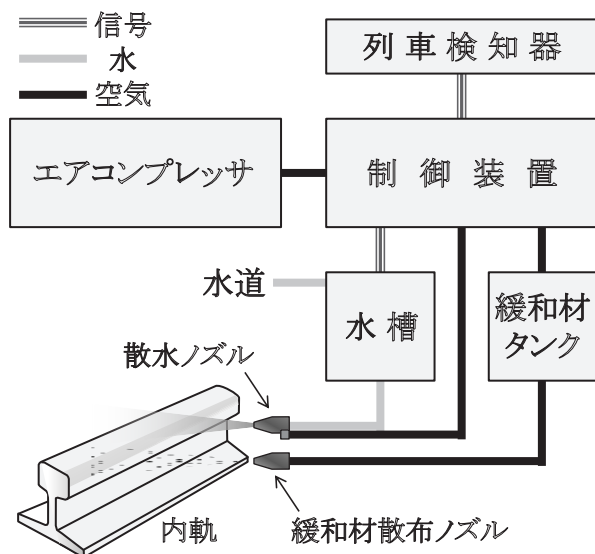 信号
水
空気
列車検知器
エアコンプレッサ
制御装置
水道
水槽
緩和材
タンク
散水ノズル
内軌
緩和材散布ノズル